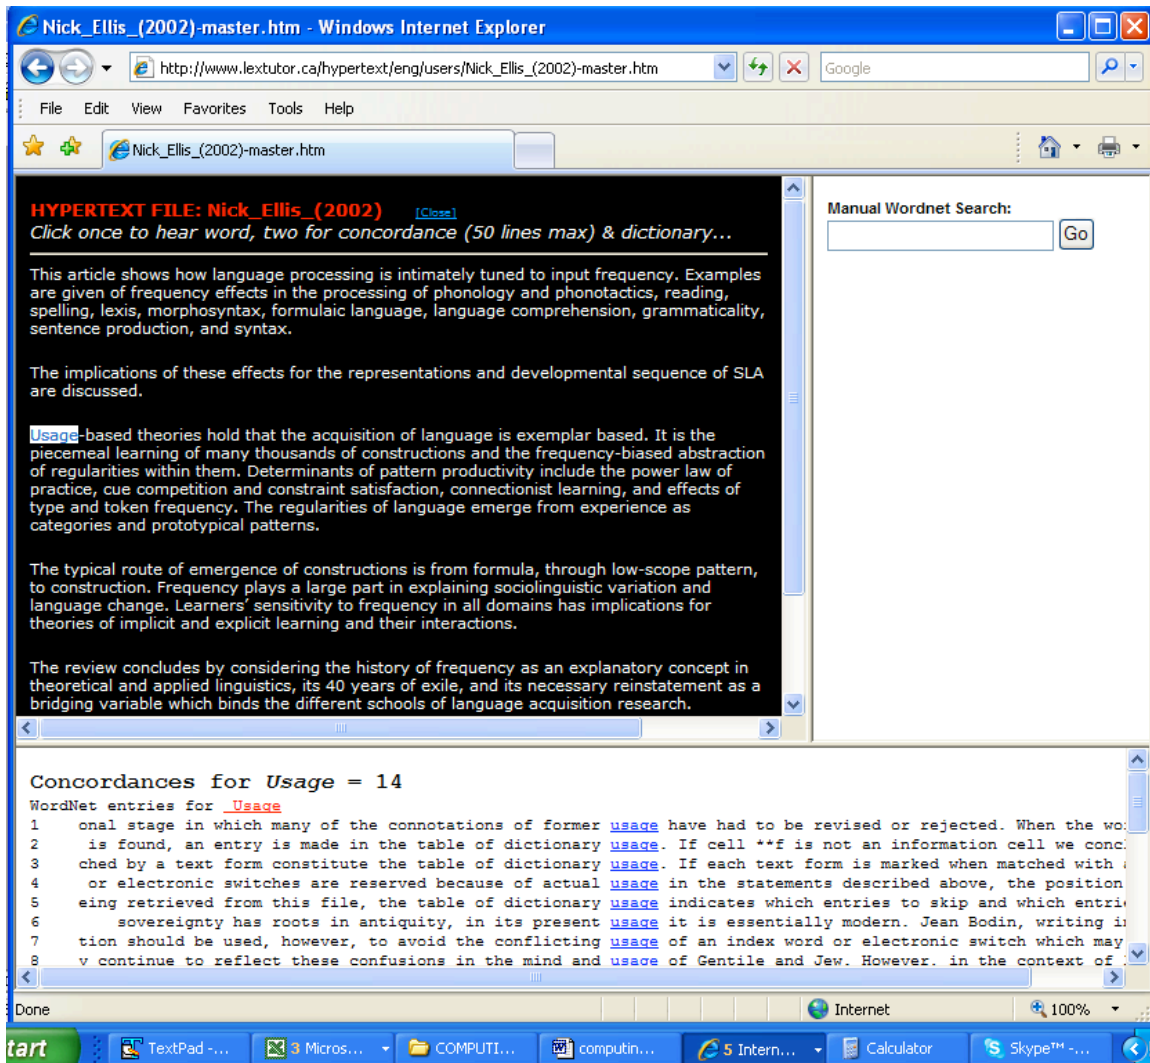 Nick_Ellis_(2002)-master.htm - Windows Internet Explorer
http://www.lextutor.ca/hypertext/eng/users/Nick_Ellis_(2002)-master.htm
Google
File Edit View Favorites Tools Help
Nick_Ellis_(2002)-master.htm
HYPERTEXT FILE: Nick_Ellis_(2002) [Close]
Click once to hear word, two for concordance (50 lines max) & dictionary...
This article shows how language processing is intimately tuned to input frequency. Examples
are given of frequency effects in the processing of phonology and phonotactics, reading,
spelling, lexis, morphosyntax, formulaic language, language comprehension, grammaticality,
sentence production, and syntax.
The implications of these effects for the representations and developmental sequence of SLA
are discussed.
Usage-based theories hold that the acquisition of language is exemplar based. It is the
piecemeal learning of many thousands of constructions and the frequency-biased abstraction
of regularities within them. Determinants of pattern productivity include the power law of
practice, cue competition and constraint satisfaction, connectionist learning, and effects of
type and token frequency. The regularities of language emerge from experience as
categories and prototypical patterns.
The typical route of emergence of constructions is from formula, through low-scope pattern,
to construction. Frequency plays a large part in explaining sociolinguistic variation and
language change. Learners' sensitivity to frequency in all domains has implications for
theories of implicit and explicit learning and their interactions.
The review concludes by considering the history of frequency as an explanatory concept in
theoretical and applied linguistics, its 40 years of exile, and its necessary reinstatement as a
bridging variable which binds the different schools of language acquisition research.
Manual Wordnet Search:
Go
Concordances for Usage = 14
WordNet entries for Usage
1 onal stage in which many of the connotations of former usage have had to be revised or rejected. When the wo
2 is found, an entry is made in the table of dictionary usage. If cell **f is not an information cell we conc
3 ched by a text form constitute the table of dictionary usage. If each text form is marked when matched with
4 or electronic switches are reserved because of actual usage in the statements described above, the position
5 eing retrieved from this file, the table of dictionary usage indicates which entries to skip and which entri
6 sovereignty has roots in antiquity, in its present usage it is essentially modern. Jean Bodin, writing i
7 tion should be used, however, to avoid the conflicting usage of an index word or electronic switch which may
8 y continue to reflect these confusions in the mind and usage of Gentile and Jew. However, in the context of
Done
Internet
100%
tart
TextPad -...
3 Micros...
COMPUTI...
computin...
5 Intern...
Calculator
Skype™ -...